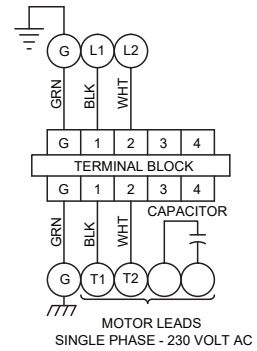 G L1 L2
GRN BLK WHT
G 1 2 3 4
TERMINAL BLOCK
G 1 2 3 4
CAPACITOR
GRN BLK WHT
G T1 T2
MOTOR LEADS
SINGLE PHASE - 230 VOLT AC